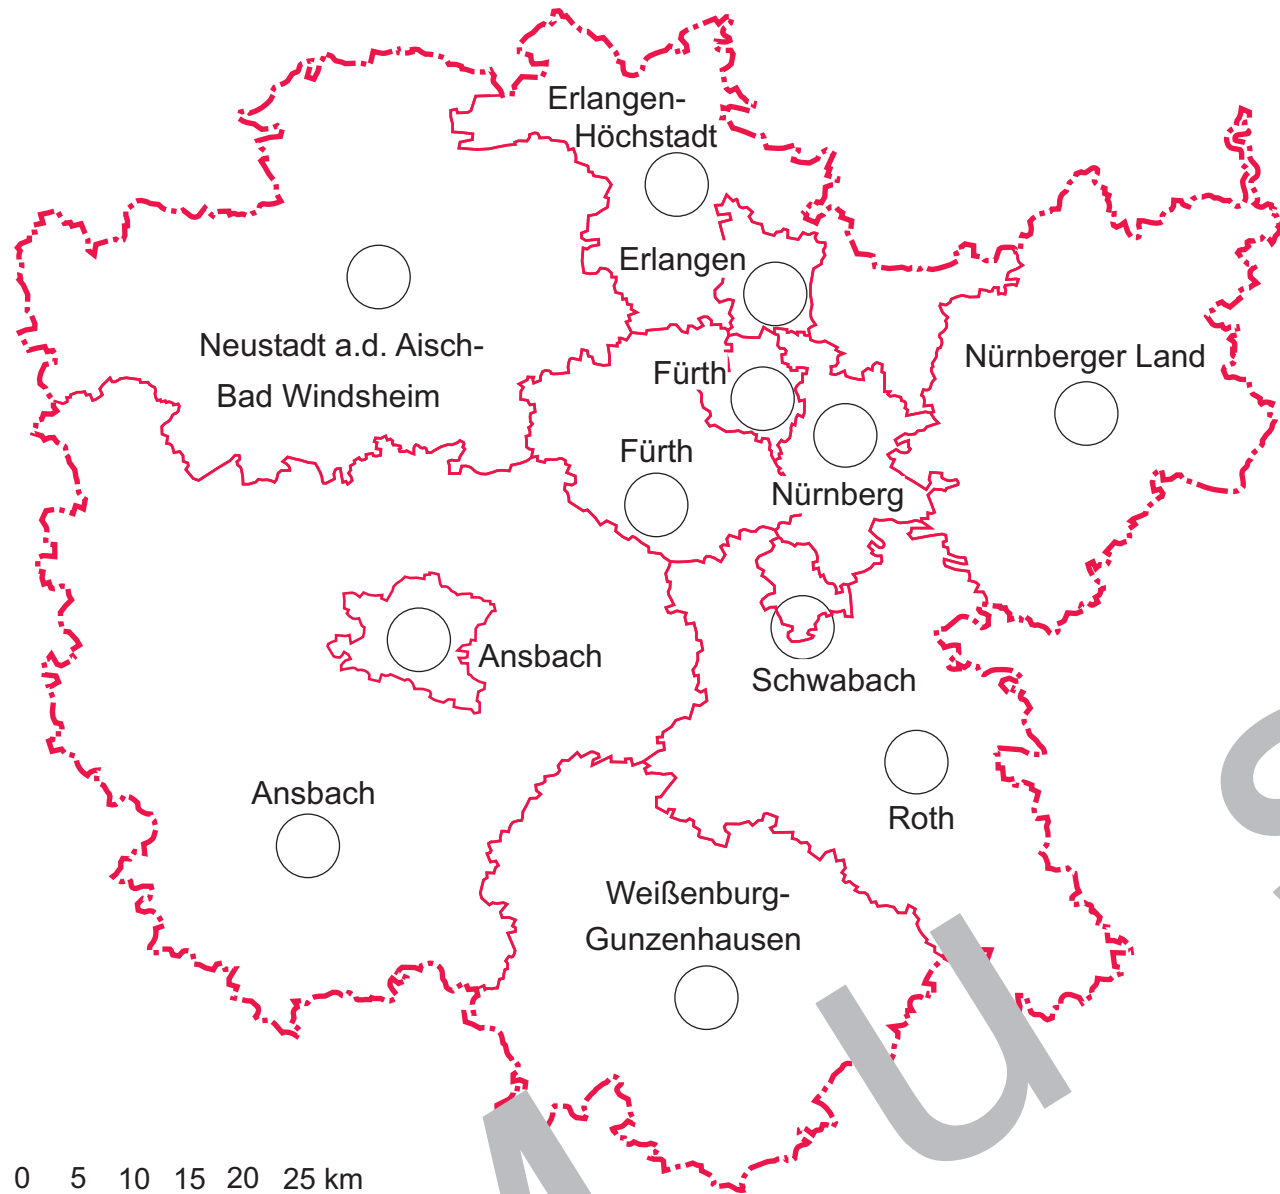 Erlangen-
Höchstadt
Erlangen
Neustadt a.d. Aisch-
Bad Windsheim
Nürnberger Land
Fürth
Fürth
Nürnberg
Ansbach
Schwabach
Ansbach
Roth
Weißenburg-
Gunzenhausen
0 5 10 15 20 25 km